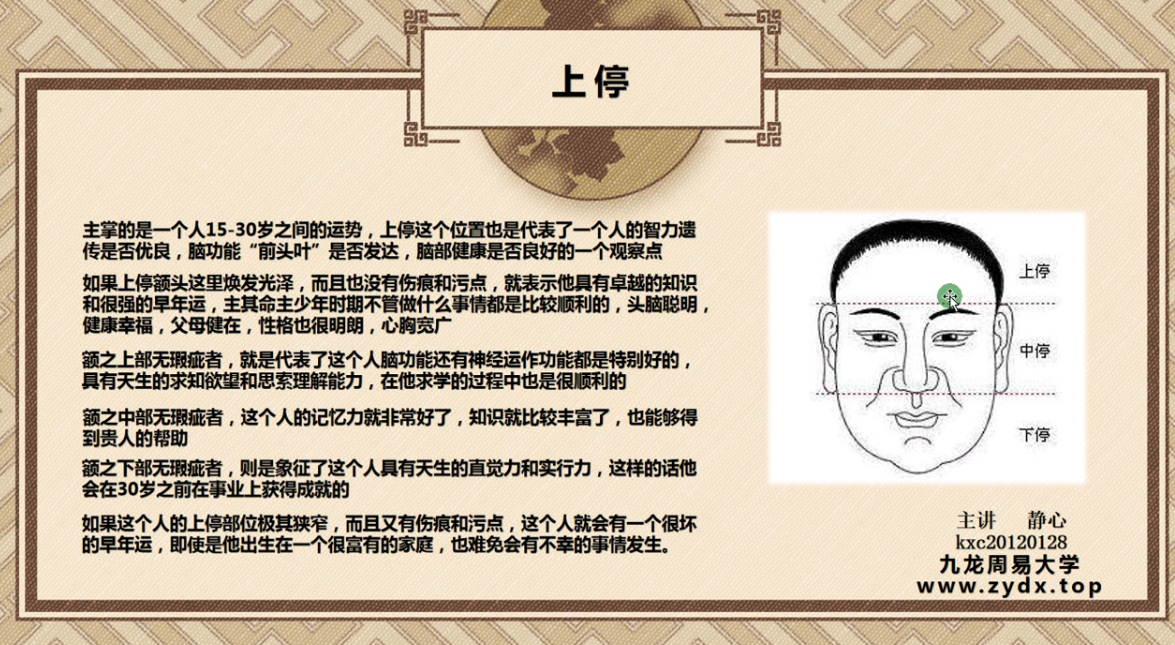 上停
主掌的是一个人15-30岁之间的运势，上停这个位置也是代表了一个人的智力遗
传是否优良，脑功能“前头叶”是否发达，脑部健康是否良好的一个观察点
如果上停额头这里焕发光泽，而且也没有伤痕和污点，就表示他具有卓越的知识
和很强的早年运，主其命主少年时期不管做什么事情都是比较顺利的，头脑聪明，
健康幸福，父母健在，性格也很明朗，心胸宽广
额之上部无瑕疵者，就是代表了这个人脑功能还有神经运作功能都是特别好的，
具有天生的求知欲望和思索理解能力，在他求学的过程中也是很顺利的
额之中部无瑕疵者，这个人的记忆力就非常好了，知识就比较丰富了，也能够得
到贵人的帮助
额之下部无瑕疵者，则是象征了这个人具有天生的直觉力和实行力，这样的话他
会在30岁之前在事业上获得成就的
如果这个人的上停部位极其狭窄，而且又有伤痕和污点，这个人就会有一个很坏
的早年运，即使是他出生在一个很富有的家庭，也难免会有不幸的事情发生。
上停
中停
下停
主讲 静心
kxc20120128
九龙周易大学
www.zydx.top